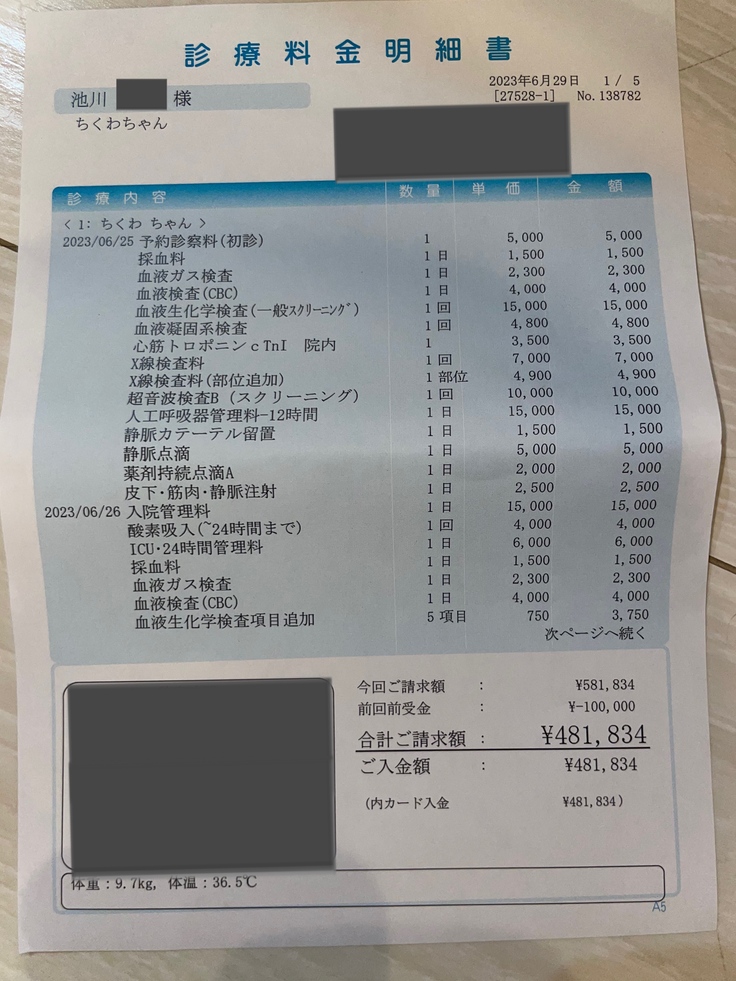 診療料金明細書
2023年6月29日 1 / 5
池川 様
[27528-1] No.138782
ちくわちゃん
診療内容 数量 単価 金額
< 1: ちくわ ちゃん >
2023/06/25 予約診察料(初診) 1 5,000 5,000
採血料 1 日 1,500 1,500
血液ガス検査 1 日 2,300 2,300
血液検査(CBC) 1 日 4,000 4,000
血液生化学検査(一般ｽｸﾘｰﾆﾝｸﾞ) 1 回 15,000 15,000
血液凝固系検査 1 回 4,800 4,800
心筋トロポニンｃTnI 院内 1 3,500 3,500
X線検査料 1 回 7,000 7,000
X線検査料(部位追加) 1 部位 4,900 4,900
超音波検査B (スクリーニング) 1 回 10,000 10,000
人工呼吸器管理料-12時間 1 日 15,000 15,000
静脈カテーテル留置 1 日 1,500 1,500
静脈点滴 1 日 5,000 5,000
薬剤持続点滴A 1 日 2,000 2,000
皮下･筋肉･静脈注射 1 日 2,500 2,500
2023/06/26 入院管理料 1 日 15,000 15,000
酸素吸入(~24時間まで) 1 回 4,000 4,000
ICU･24時間管理料 1 日 6,000 6,000
採血料 1 日 1,500 1,500
血液ガス検査 1 日 2,300 2,300
血液検査(CBC) 1 日 4,000 4,000
血液生化学検査項目追加 5 項目 750 3,750
次ページへ続く
今回ご請求額 : ¥581,834
前回前受金 : ¥-100,000
合計ご請求額 : ¥481,834
ご入金額 : ¥481,834
(内カード入金 ¥481,834)
体重:9.7kg, 体温:36.5℃
A5